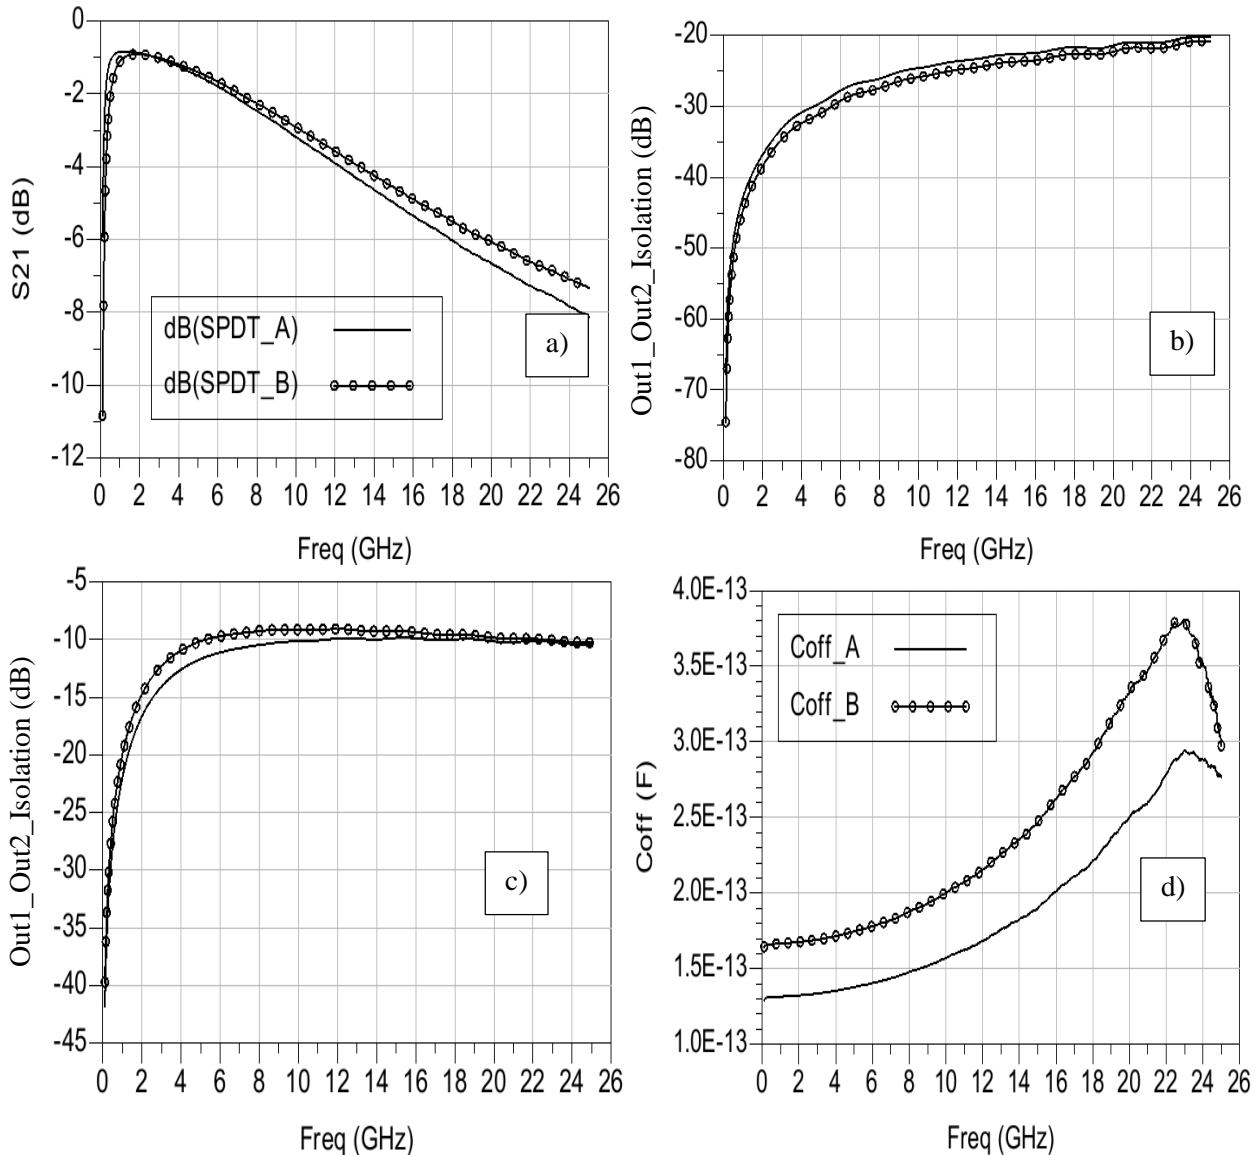 0
-2
-4
-6
-8
-10
-12
S21 (dB)
dB(SPDT_A)
dB(SPDT_B)
a)
0 2 4 6 8 10 12 14 16 18 20 22 24 26
Freq (GHz)
-20
-30
-40
-50
-60
-70
-80
Out1_Out2_Isolation (dB)
b)
0 2 4 6 8 10 12 14 16 18 20 22 24 26
Freq (GHz)
-5
-10
-15
-20
-25
-30
-35
-40
-45
Out1_Out2_Isolation (dB)
c)
0 2 4 6 8 10 12 14 16 18 20 22 24 26
Freq (GHz)
4.0E-13
3.5E-13
3.0E-13
2.5E-13
2.0E-13
1.5E-13
1.0E-13
Coff (F)
Coff_A
Coff_B
d)
0 2 4 6 8 10 12 14 16 18 20 22 24 26
Freq (GHz)